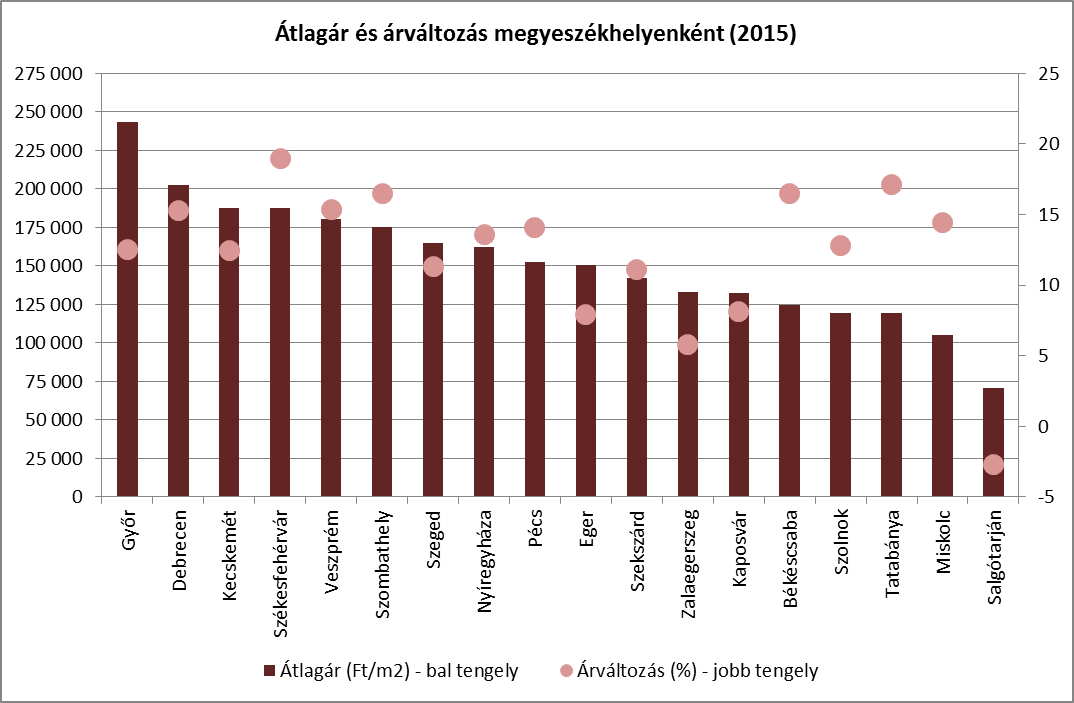 Átlagár és árváltozás megyeszékhelyenként (2015)
275 000
250 000
225 000
200 000
175 000
150 000
125 000
100 000
75 000
50 000
25 000
0
25
20
15
10
5
0
-5
Győr
Debrecen
Kecskemét
Székesfehérvár
Veszprém
Szombathely
Szeged
Nyíregyháza
Pécs
Eger
Szekszárd
Zalaegerszeg
Kaposvár
Békéscsaba
Szolnok
Tatabánya
Miskolc
Salgótarján
Átlagár (Ft/m2) - bal tengely
Árváltozás (%) - jobb tengely